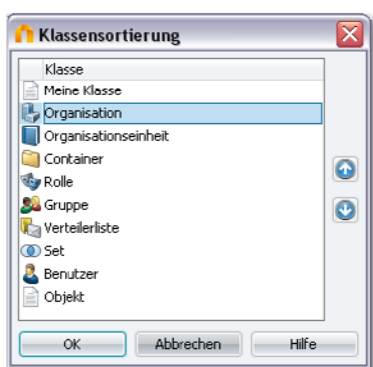 Klassensortierung
Klasse
Meine Klasse
Organisation
Organisationseinheit
Container
Rolle
Gruppe
Verteilerliste
Set
Benutzer
Objekt
OK Abbrechen Hilfe